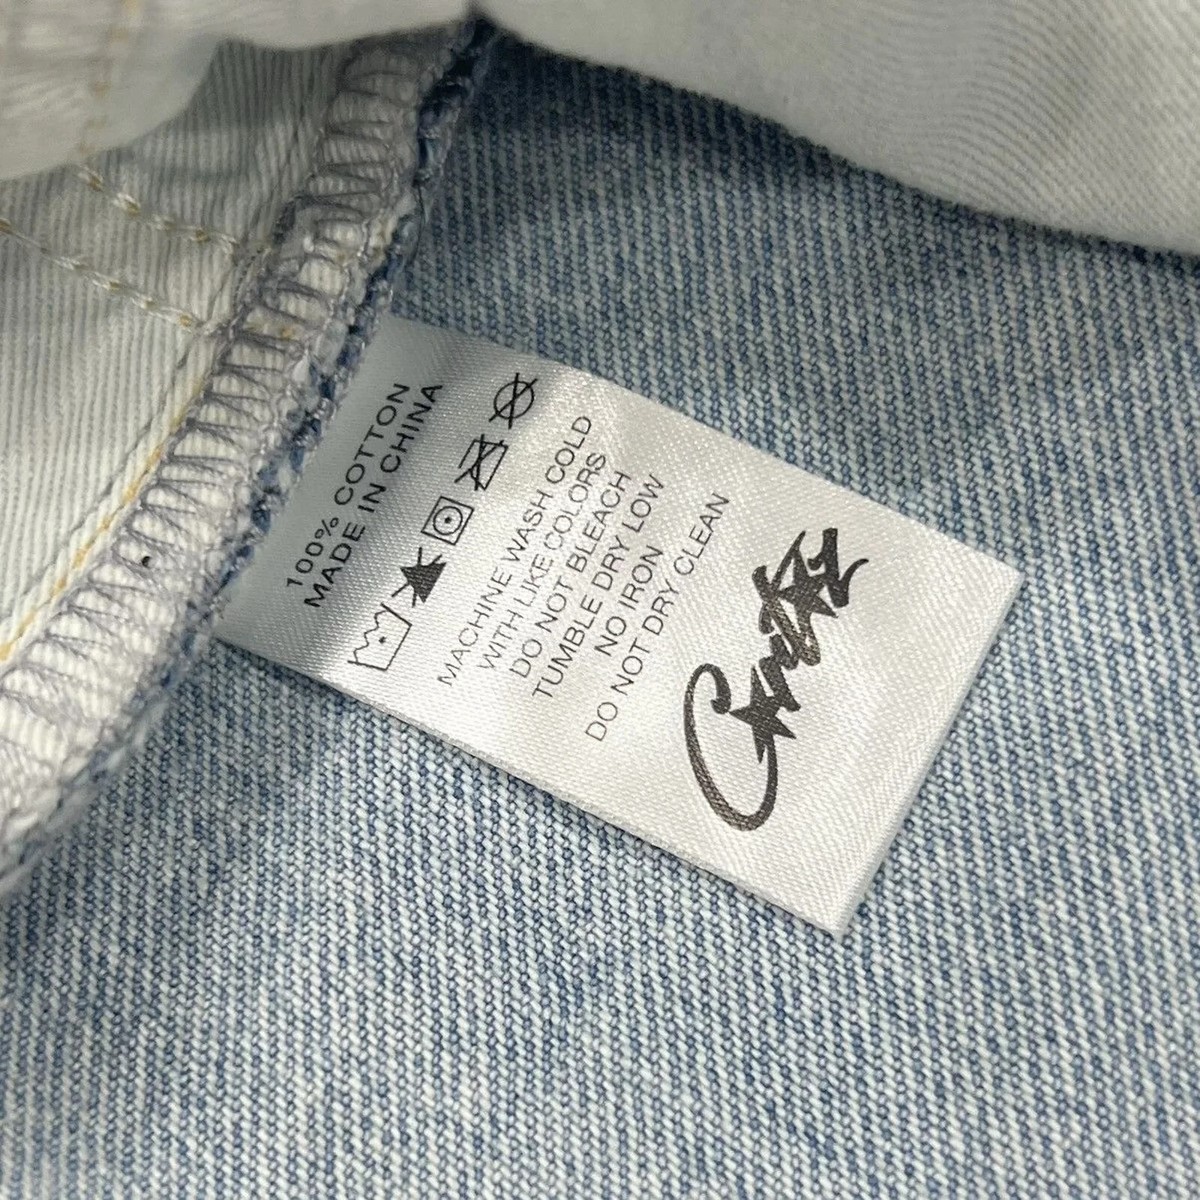 100% COTTON
MADE IN CHINA
MACHINE WASH COLD
WITH LIKE COLORS
DO NOT BLEACH
TUMBLE DRY LOW
NO IRON
DO NOT DRY CLEAN